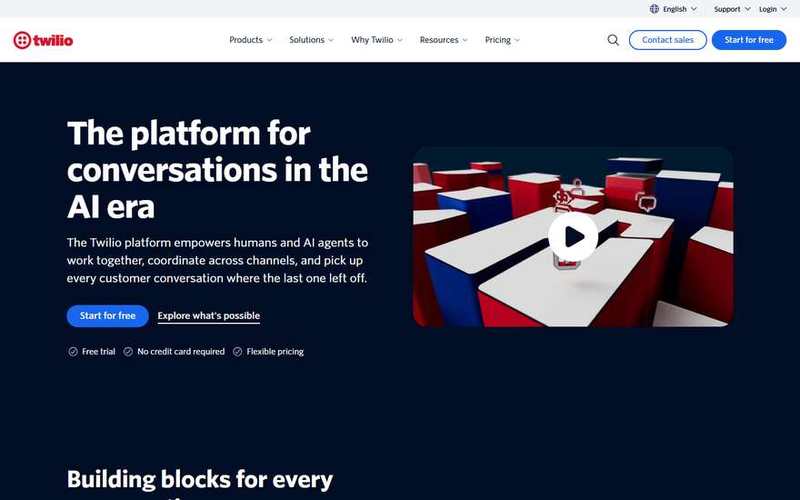 English
Support
Login
twilio
Products
Solutions
Why Twilio
Resources
Pricing
Contact sales
Start for free
The platform for
conversations in the
AI era
The Twilio platform empowers humans and AI agents to
work together, coordinate across channels, and pick up
every customer conversation where the last one left off.
Start for free
Explore what's possible
Free trial
No credit card required
Flexible pricing
Building blocks for every